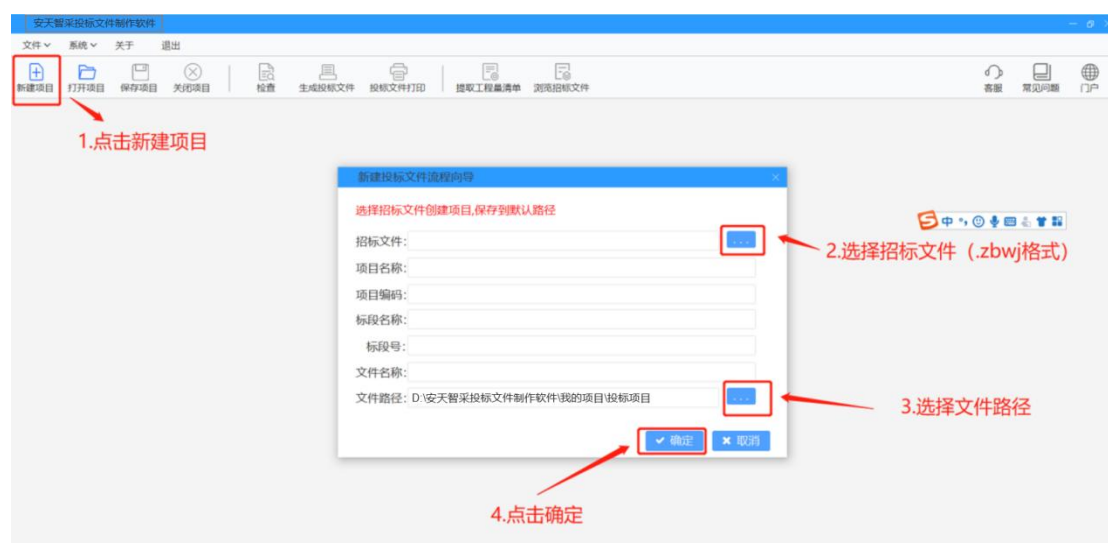 安天智采投标文件制作软件
文件 系统 关于 退出
新建项目 打开项目 保存项目 关闭项目 检查 生成投标文件 投标文件打印 提取工程量清单 浏览招标文件 客服 常见问题 门户
1.点击新建项目
新建投标文件流程向导
选择招标文件创建项目,保存到默认路径
招标文件: ...
2.选择招标文件（.zbwj格式）
项目名称:
项目编码:
标段名称:
标段号:
文件名称:
文件路径: D:\安天智采投标文件制作软件\我的项目\投标项目 ...
3.选择文件路径
确定 取消
4.点击确定
中